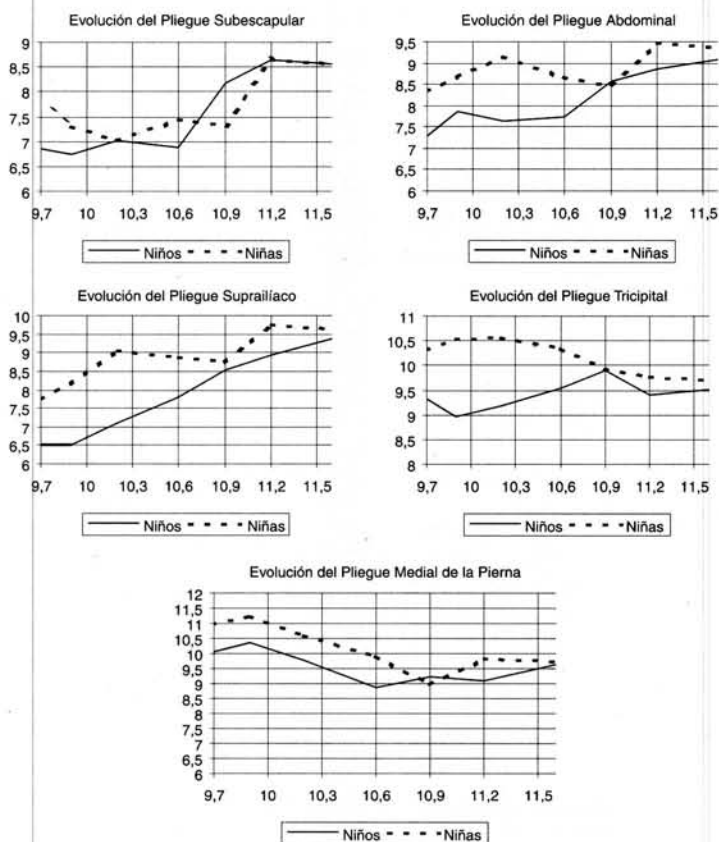 Evolución del Pliegue Subescapular
9
8,5
8
7,5
7
6,5
6
9,7 10 10,3 10,6 10,9 11,2 11,5
Niños Niñas
Evolución del Pliegue Abdominal
9,5
9
8,5
8
7,5
7
6,5
6
9,7 10 10,3 10,6 10,9 11,2 11,5
Niños Niñas
Evolución del Pliegue Suprailíaco
10
9,5
9
8,5
8
7,5
7
6,5
6
9,7 10 10,3 10,6 10,9 11,2 11,5
Niños Niñas
Evolución del Pliegue Tricipital
11
10,5
10
9,5
9
8,5
8
9,7 10 10,3 10,6 10,9 11,2 11,5
Niños Niñas
Evolución del Pliegue Medial de la Pierna
12
11,5
11
10,5
10
9,5
9
8,5
8
7,5
7
6,5
6
9,7 10 10,3 10,6 10,9 11,2 11,5
Niños Niñas